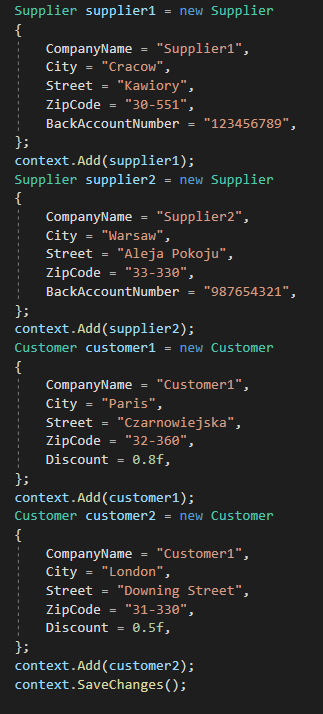 Supplier supplier1 = new Supplier
{
    CompanyName = "Supplier1",
    City = "Cracow",
    Street = "Kawiory",
    ZipCode = "30-551",
    BackAccountNumber = "123456789",
};
context.Add(supplier1);
Supplier supplier2 = new Supplier
{
    CompanyName = "Supplier2",
    City = "Warsaw",
    Street = "Aleja Pokoju",
    ZipCode = "33-330",
    BackAccountNumber = "987654321",
};
context.Add(supplier2);
Customer customer1 = new Customer
{
    CompanyName = "Customer1",
    City = "Paris",
    Street = "Czarnowiejska",
    ZipCode = "32-360",
    Discount = 0.8f,
};
context.Add(customer1);
Customer customer2 = new Customer
{
    CompanyName = "Customer1",
    City = "London",
    Street = "Downing Street",
    ZipCode = "31-330",
    Discount = 0.5f,
};
context.Add(customer2);
context.SaveChanges();